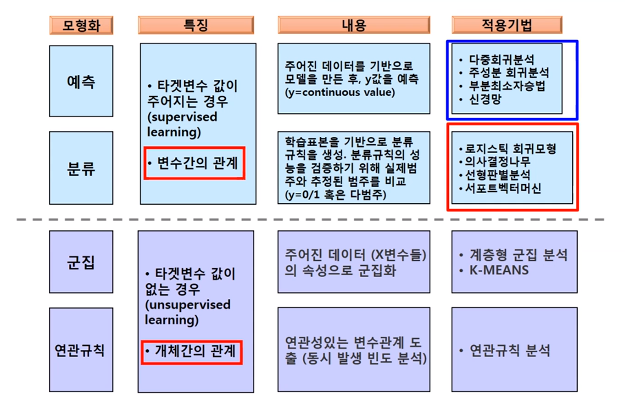 모형화
특징
내용
적용기법
예측
• 타겟변수 값이
주어지는 경우
(supervised
learning)
• 변수간의 관계
주어진 데이터를 기반으로
모델을 만든 후, y값을 예측
(y=continuous value)
• 다중회귀분석
• 주성분 회귀분석
• 부분최소자승법
• 신경망
분류
학습표본을 기반으로 분류
규칙을 생성. 분류규칙의 성
능을 검증하기 위해 실제범
주와 추정된 범주를 비교
(y=0/1 혹은 다범주)
• 로지스틱 회귀모형
• 의사결정나무
• 선형판별분석
• 서포트벡터머신
군집
• 타겟변수 값이
없는 경우
(unsupervised
learning)
• 개체간의 관계
주어진 데이터 (X변수들)
의 속성으로 군집화
• 계층형 군집 분석
• K-MEANS
연관규칙
연관성있는 변수관계 도
출 (동시 발생 빈도 분석)
• 연관규칙 분석